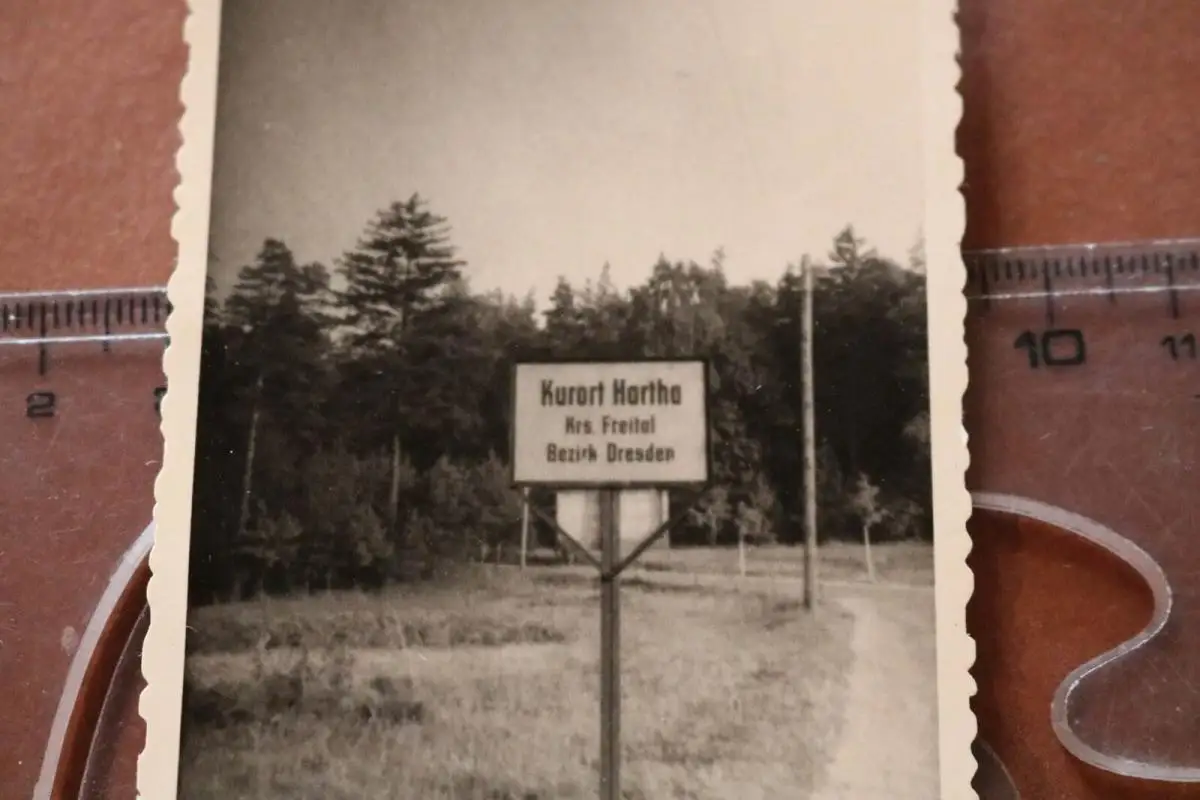 Kurort Hartha
Krs. Freital
Bezirk Dresden
2
10
11